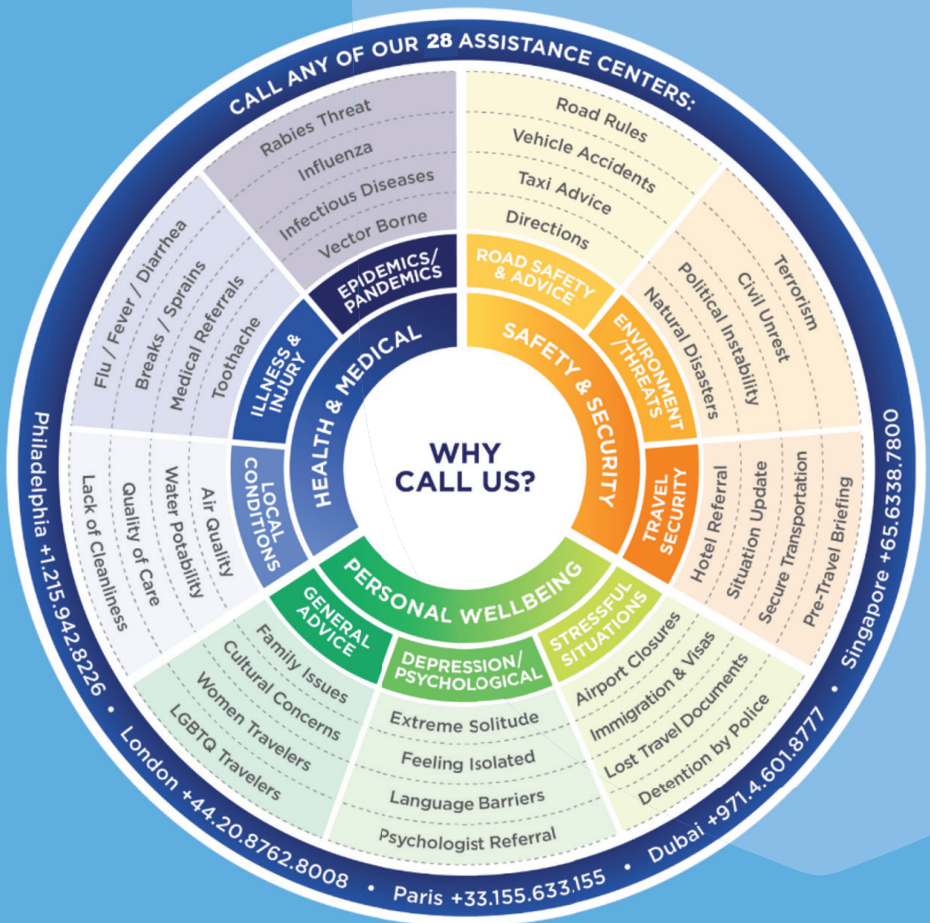 CALL ANY OF OUR 28 ASSISTANCE CENTERS:
WHY
CALL US?
HEALTH & MEDICAL
EPIDEMICS/
PANDEMICS
Rabies Threat
Influenza
Infectious Diseases
Vector Borne
ILLNESS &
INJURY
Flu / Fever / Diarrhea
Breaks / Sprains
Medical Referrals
Toothache
LOCAL
CONDITIONS
Lack of Cleanliness
Quality of Care
Water Potability
Air Quality
SAFETY & SECURITY
ROAD SAFETY
& ADVICE
Road Rules
Vehicle Accidents
Taxi Advice
Directions
ENVIRONMENT
/THREATS
Terrorism
Civil Unrest
Political Instability
Natural Disasters
TRAVEL
SECURITY
Hotel Referral
Situation Update
Secure Transportation
Pre-Travel Briefing
PERSONAL WELLBEING
STRESSFUL
SITUATIONS
Airport Closures
Immigration & Visas
Lost Travel Documents
Detention by Police
DEPRESSION/
PSYCHOLOGICAL
Extreme Solitude
Feeling Isolated
Language Barriers
Psychologist Referral
GENERAL
ADVICE
Family Issues
Cultural Concerns
Women Travelers
LGBTQ Travelers
Philadelphia +1.215.942.8226 • London +44.20.8762.8008 • Paris +33.155.633.155 • Dubai +971.4.601.8777 • Singapore +65.6338.7800